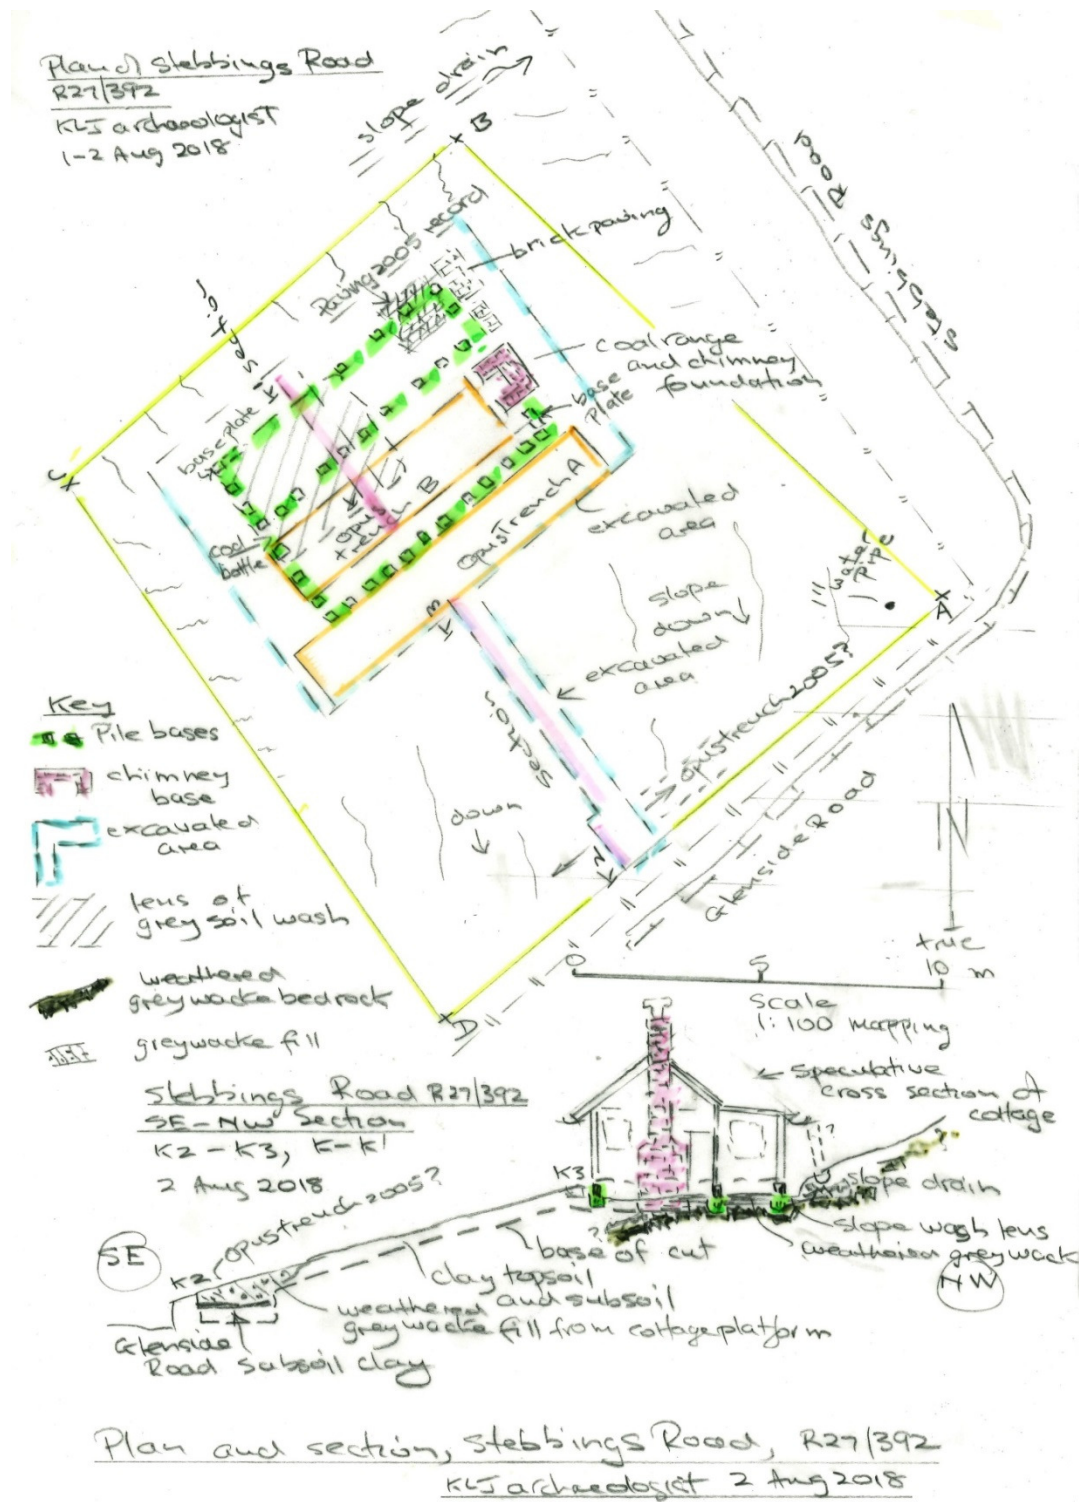 Plan of Stebbings Road
R27/392
KLJ archaeologist
1-2 Aug 2018
slope drain
B
Stebbings Road
Paving 2005 record
brick paving
coal range
and chimney
foundation
base
plate
baseplate
K'
C
coal
bottle
Opus
trench B
Opus trench A
excavated
area
water
pipe
A
slope
down
excavated
area
K3
Section
Opus trench 2005?
down
K2
Glenside Road
D
N
true
0 5 10 m
Scale
1:100 mapping
Key
Pile bases
chimney
base
excavated
area
lens of
grey soil wash
weathered
greywacke bedrock
greywacke fill
Stebbings Road R27/392
SE-NW Section
K2-K3, K-K'
2 Aug 2018
speculative
cross section of
cottage
K3
?
slope drain
slope wash lens
Opus trench 2005?
SE
K2
base of cut
clay topsoil
and subsoil
weathered
greywacke fill from cottage platform
NW
Glenside
Road subsoil clay
Plan and section, Stebbings Road, R27/392
KLJ archaeologist 2 Aug 2018